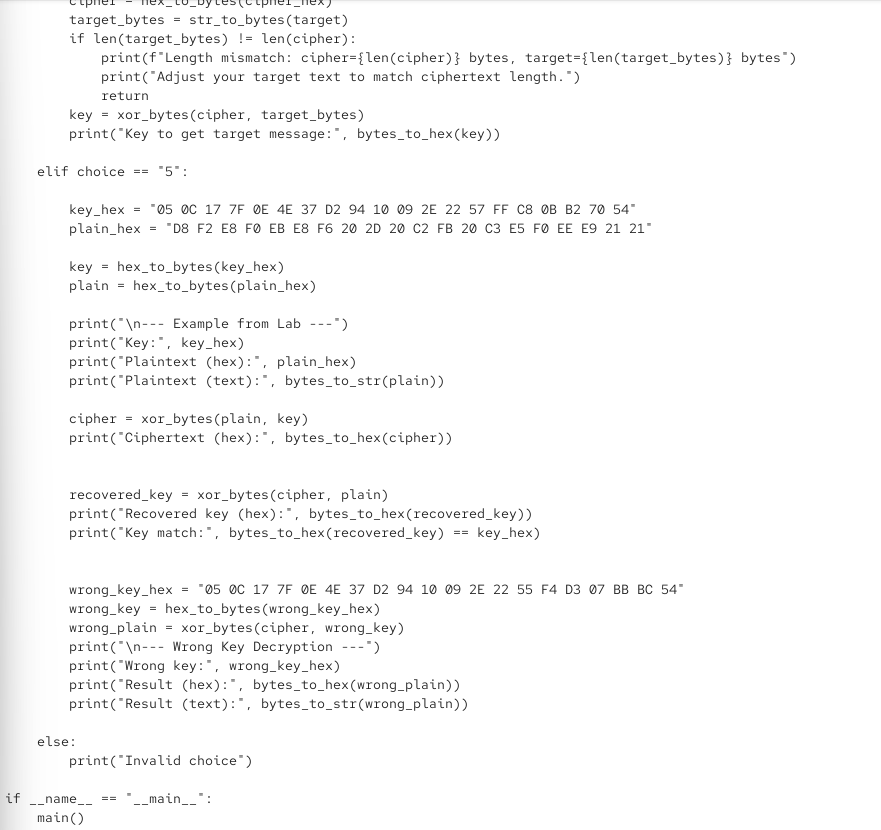 cipher = hex_to_bytes(cipher_hex)
target_bytes = str_to_bytes(target)
if len(target_bytes) != len(cipher):
print(f"Length mismatch: cipher={len(cipher)} bytes, target={len(target_bytes)} bytes")
print("Adjust your target text to match ciphertext length.")
return
key = xor_bytes(cipher, target_bytes)
print("Key to get target message:", bytes_to_hex(key))
elif choice == "5":
key_hex = "05 0C 17 7F 0E 4E 37 D2 94 10 09 2E 22 57 FF C8 0B B2 70 54"
plain_hex = "D8 F2 E8 F0 EB E8 F6 20 2D 20 C2 FB 20 C3 E5 F0 EE E9 21 21"
key = hex_to_bytes(key_hex)
plain = hex_to_bytes(plain_hex)
print("\n--- Example from Lab ---")
print("Key:", key_hex)
print("Plaintext (hex):", plain_hex)
print("Plaintext (text):", bytes_to_str(plain))
cipher = xor_bytes(plain, key)
print("Ciphertext (hex):", bytes_to_hex(cipher))
recovered_key = xor_bytes(cipher, plain)
print("Recovered key (hex):", bytes_to_hex(recovered_key))
print("Key match:", bytes_to_hex(recovered_key) == key_hex)
wrong_key_hex = "05 0C 17 7F 0E 4E 37 D2 94 10 09 2E 22 55 F4 D3 07 BB BC 54"
wrong_key = hex_to_bytes(wrong_key_hex)
wrong_plain = xor_bytes(cipher, wrong_key)
print("\n--- Wrong Key Decryption ---")
print("Wrong key:", wrong_key_hex)
print("Result (hex):", bytes_to_hex(wrong_plain))
print("Result (text):", bytes_to_str(wrong_plain))
else:
print("Invalid choice")
if __name__ == "__main__":
main()